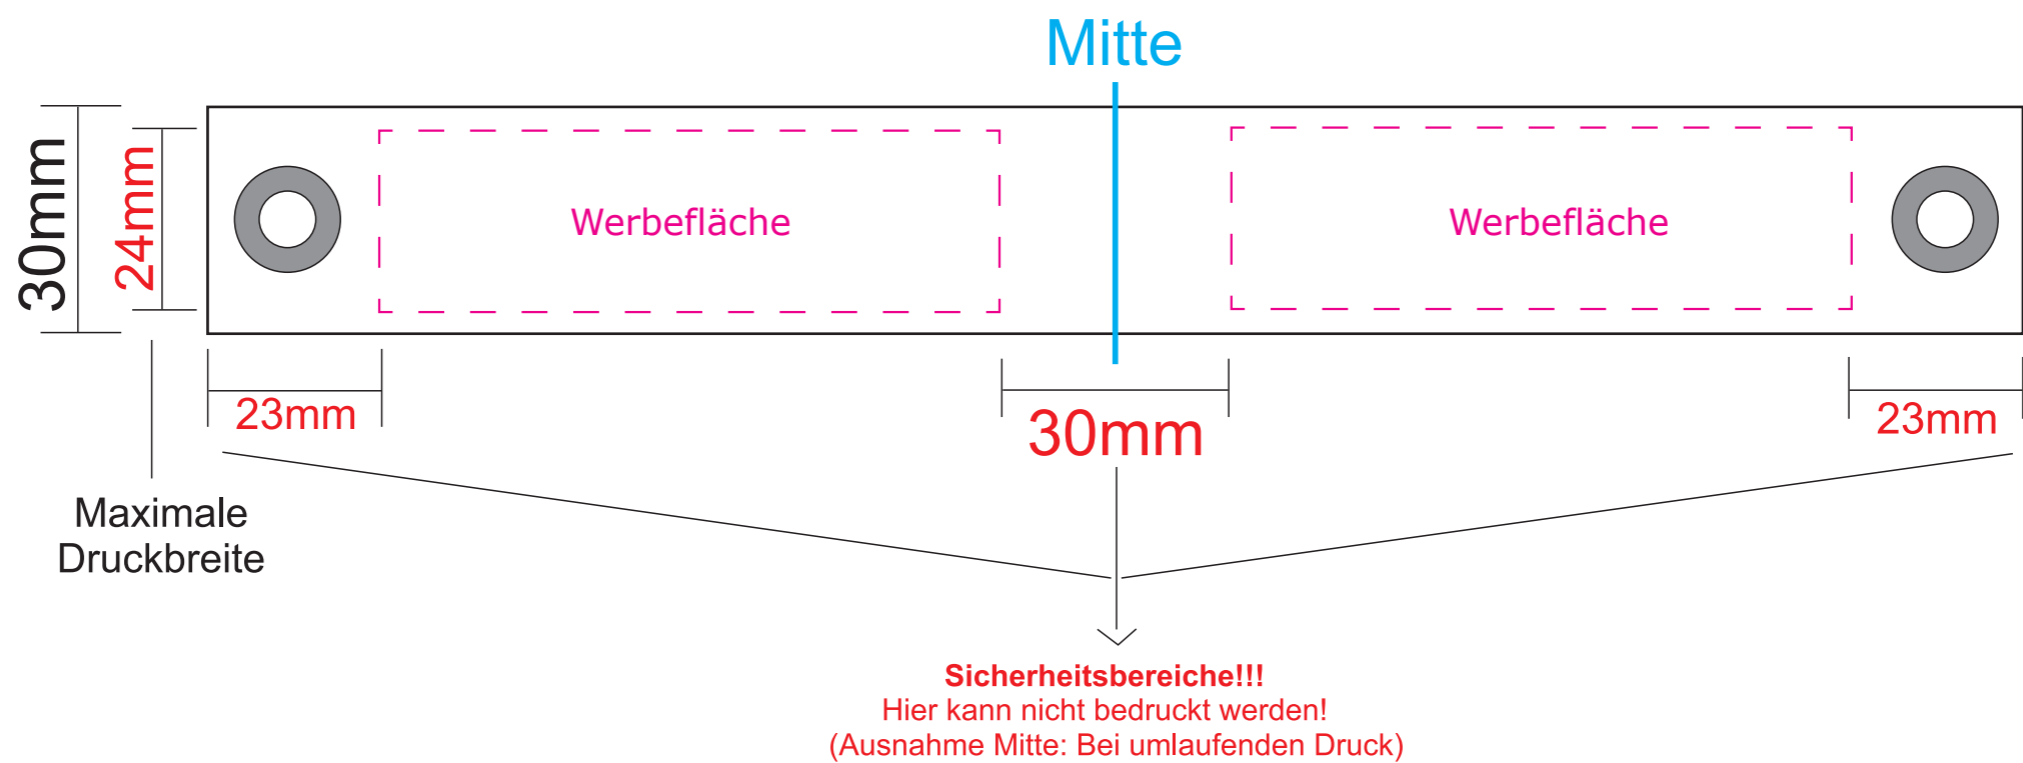 Mitte
30mm
24mm
Werbefläche
Werbefläche
23mm
30mm
23mm
Maximale
Druckbreite
Sicherheitsbereiche!!!
Hier kann nicht bedruckt werden!
(Ausnahme Mitte: Bei umlaufenden Druck)